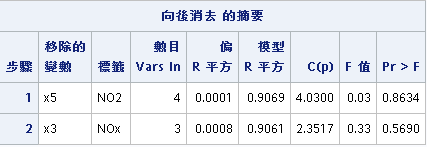 向後消去 的摘要
步驟 移除的變數 標籤 數目 Vars In 偏 R 平方 模型 R 平方 C(p) F 值 Pr > F
1 x5 NO2 4 0.0001 0.9069 4.0300 0.03 0.8634
2 x3 NOx 3 0.0008 0.9061 2.3517 0.33 0.5690